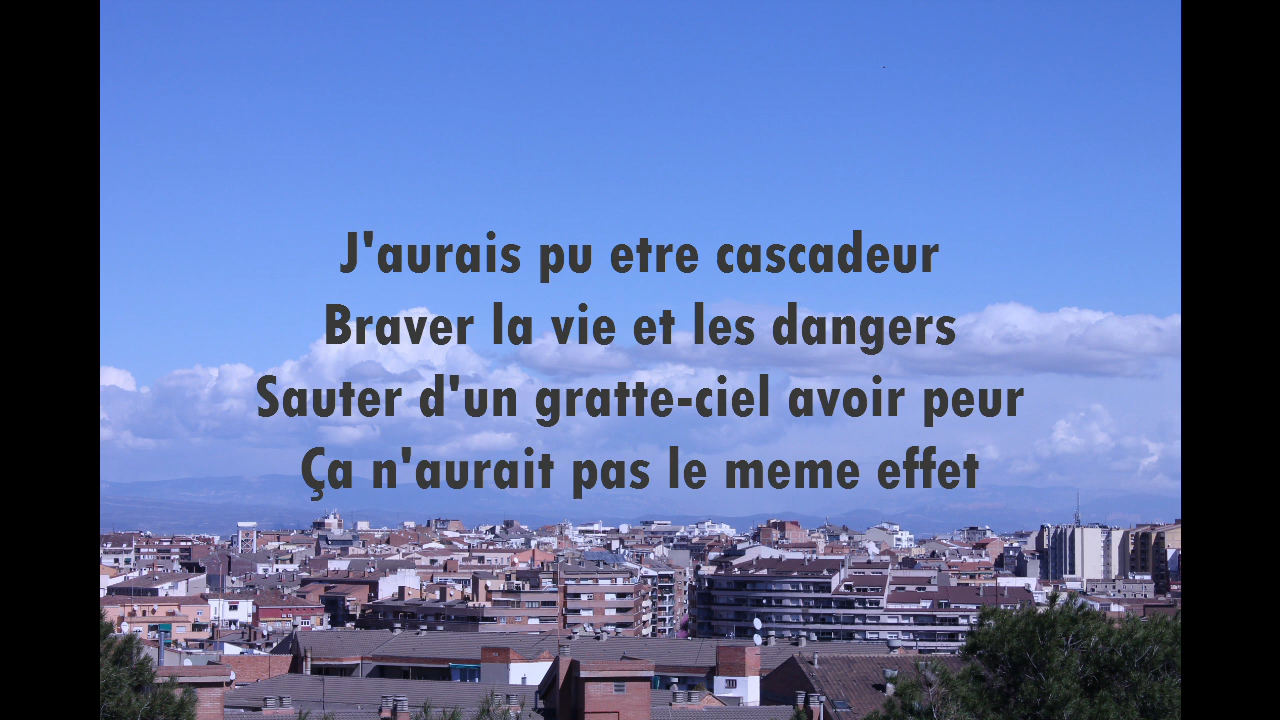 J'aurais pu etre cascadeur
Braver la vie et les dangers
Sauter d'un gratte-ciel avoir peur
Ça n'aurait pas le meme effet